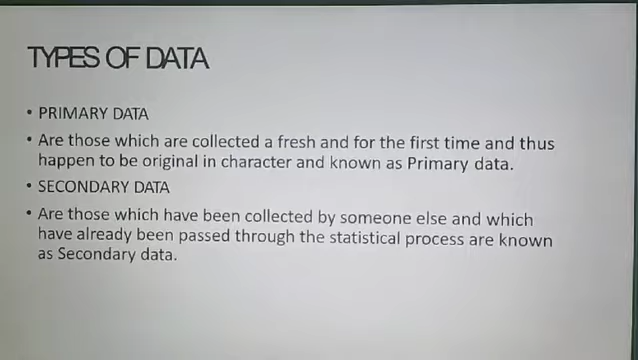 TYPES OF DATA
• PRIMARY DATA
• Are those which are collected a fresh and for the first time and thus
happen to be original in character and known as Primary data.
• SECONDARY DATA
• Are those which have been collected by someone else and which
have already been passed through the statistical process are known
as Secondary data.